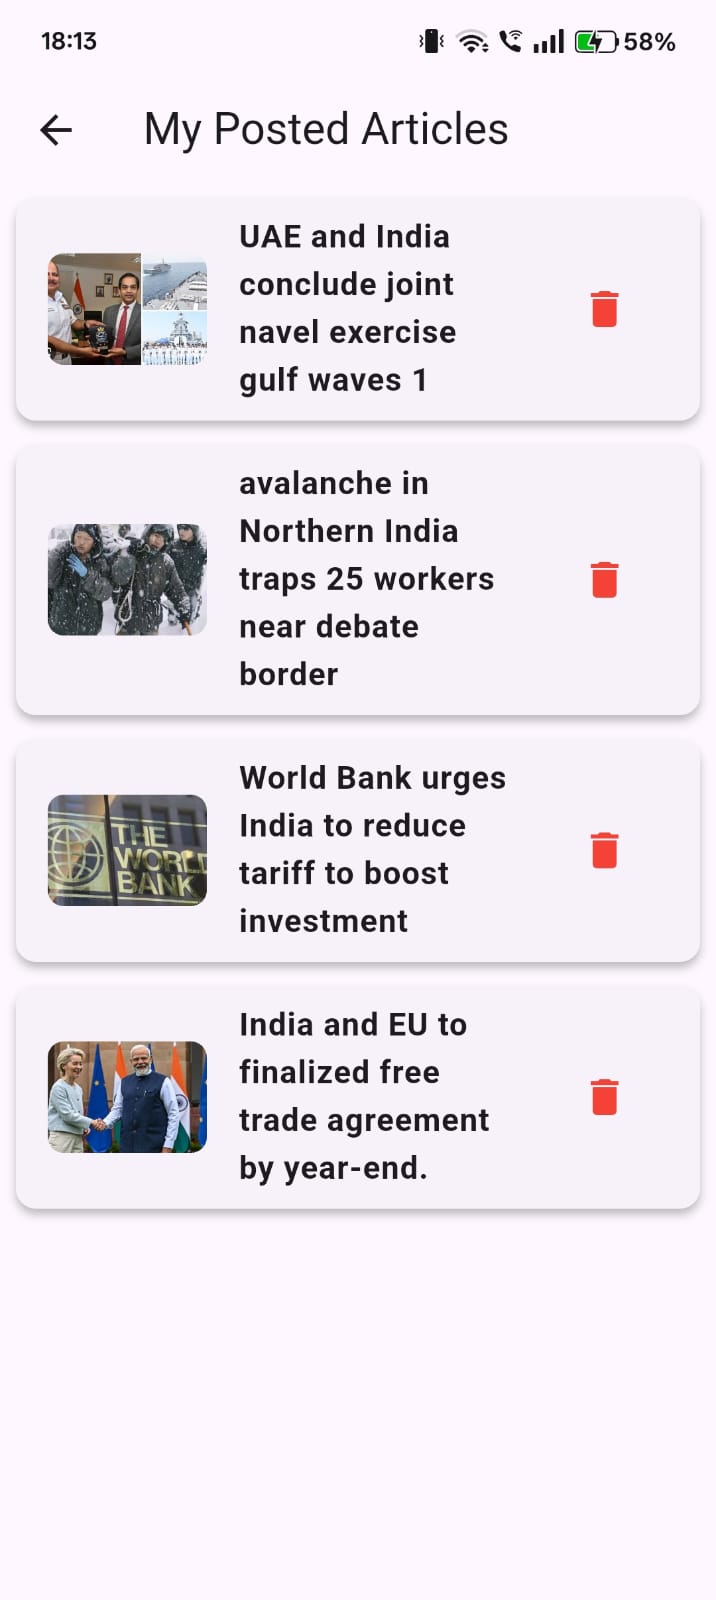 18:13
58%
My Posted Articles
UAE and India
conclude joint
navel exercise
gulf waves 1
avalanche in
Northern India
traps 25 workers
near debate
border
THE
WORLD
BANK
World Bank urges
India to reduce
tariff to boost
investment
India and EU to
finalized free
trade agreement
by year-end.